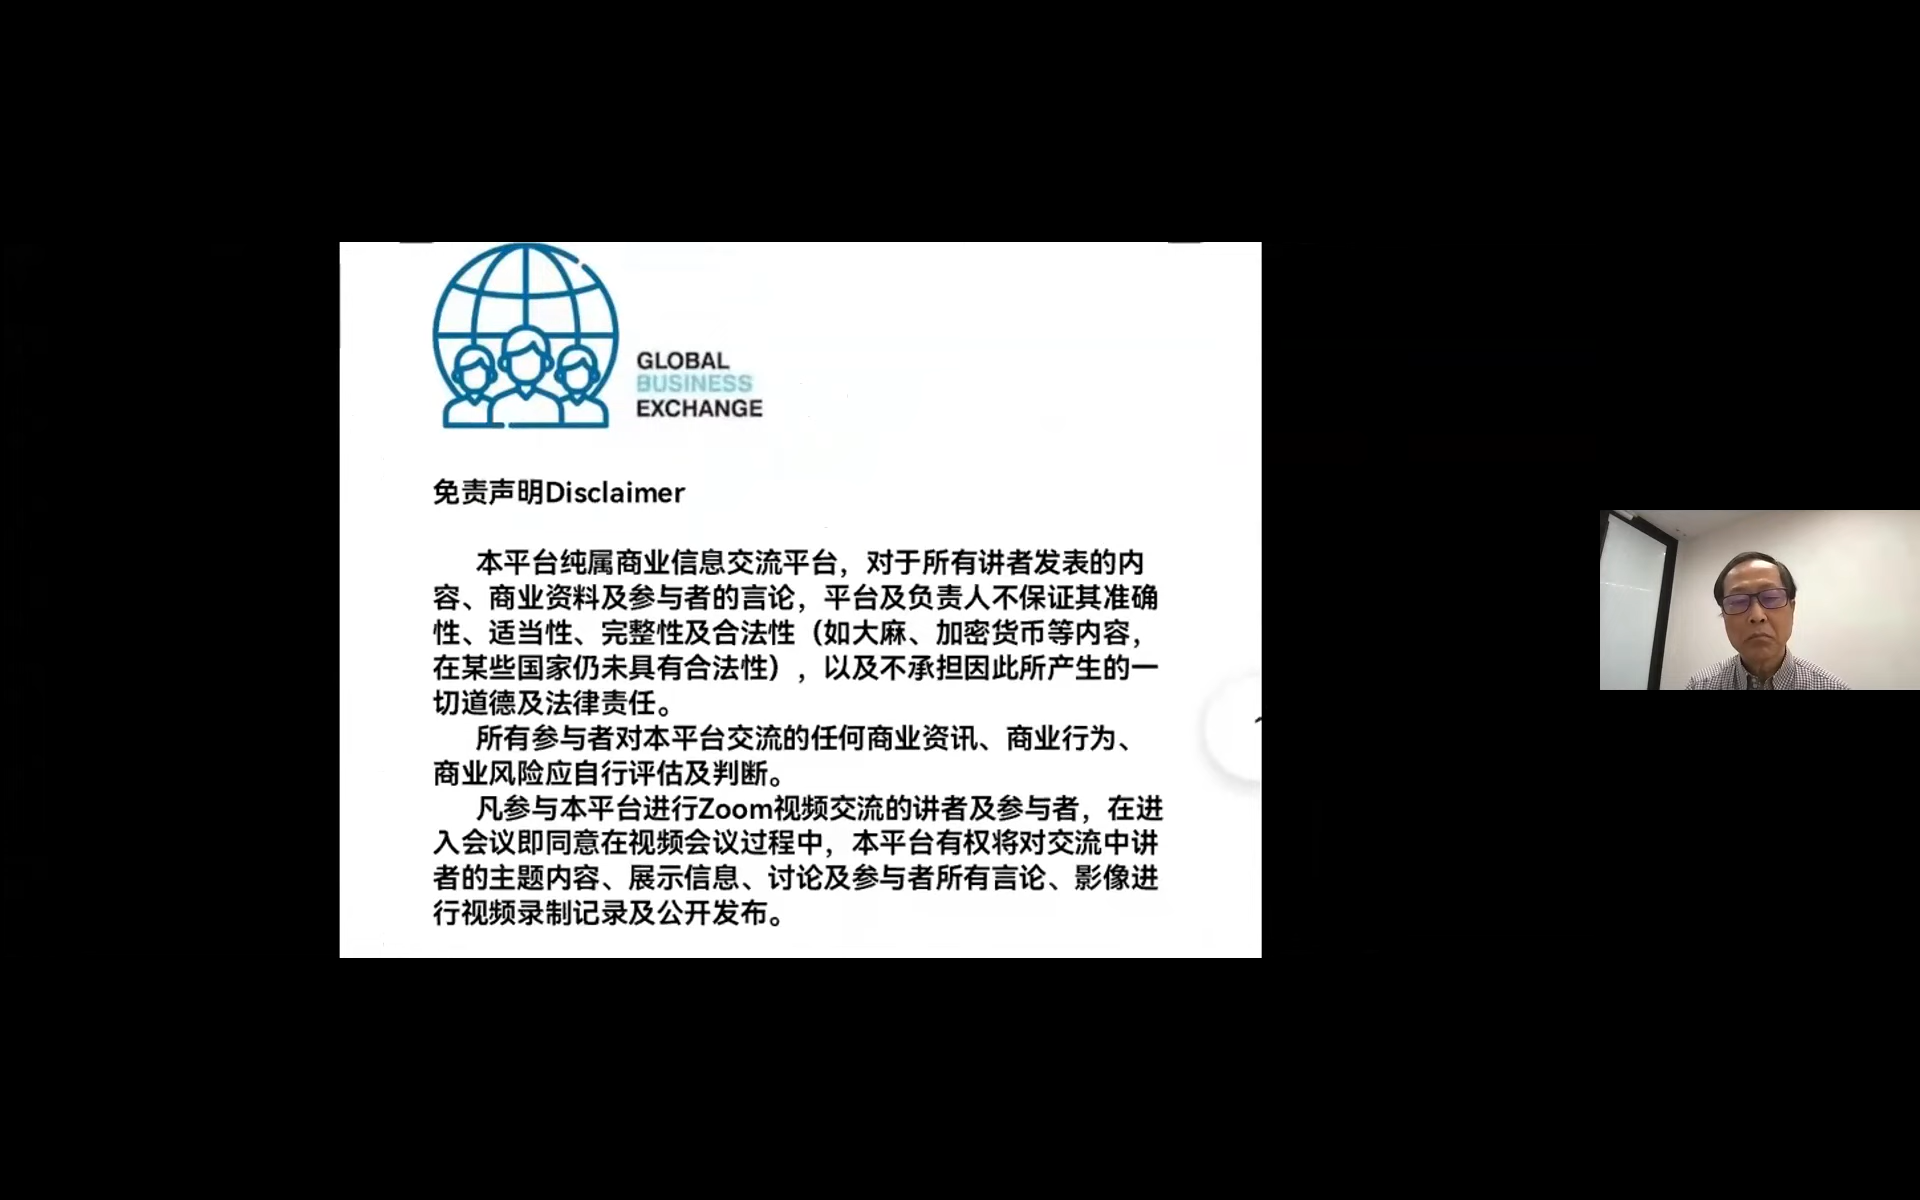 GLOBAL
BUSINESS
EXCHANGE
免责声明Disclaimer
本平台纯属商业信息交流平台，对于所有讲者发表的内
容、商业资料及参与者的言论，平台及负责人不保证其准确
性、适当性、完整性及合法性（如大麻、加密货币等内容，
在某些国家仍未具有合法性），以及不承担因此所产生的一
切道德及法律责任。
所有参与者对本平台交流的任何商业资讯、商业行为、
商业风险应自行评估及判断。
凡参与本平台进行Zoom视频交流的讲者及参与者，在进
入会议即同意在视频会议过程中，本平台有权将对交流中讲
者的主题内容、展示信息、讨论及参与者所有言论、影像进
行视频录制记录及公开发布。